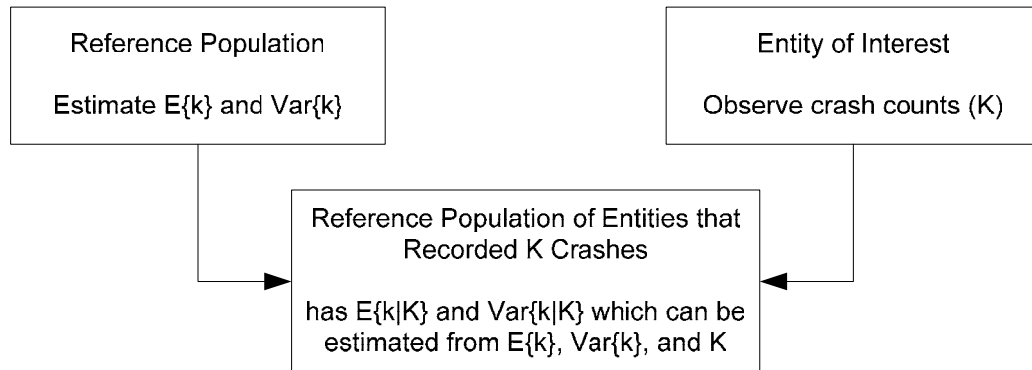 Reference Population
Estimate E{k} and Var{k}
Entity of Interest
Observe crash counts (K)
Reference Population of Entities that
Recorded K Crashes
has E{k|K} and Var{k|K} which can be
estimated from E{k}, Var{k}, and K